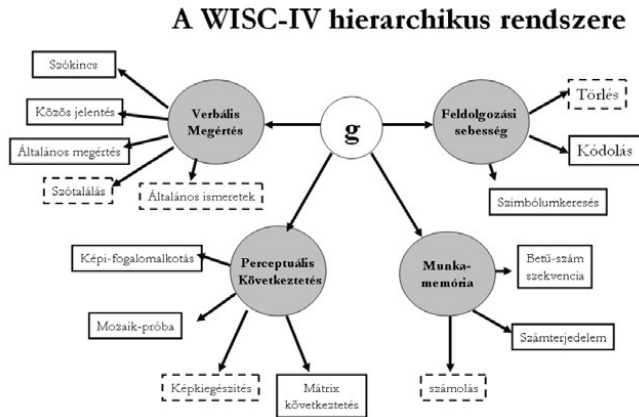 A WISC-IV hierarchikus rendszere
Szókincs
Közös jelentés
Általános megértés
Szótalálás
Általános ismeretek
Verbális
Megértés
g
Feldolgozási
sebesség
Törlés
Kódolás
Szimbólumkeresés
Képi-fogalomalkotás
Mozaik-próba
Képkiegészítés
Mátrix
következtetés
Perceptuális
Következtetés
Munka-
memória
Betű-szám
szekvencia
Számterjedelem
számolás